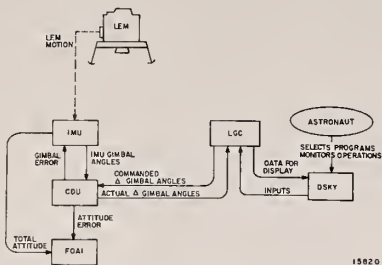 LEM
LEM
MOTION
IMU
GIMBAL
ERROR
IMU GIMBAL
ANGLES
CDU
COMMANDED
Δ GIMBAL ANGLES
ACTUAL Δ GIMBAL ANGLES
ATTITUDE
ERROR
TOTAL
ATTITUDE
FDAI
LGC
DATA FOR
DISPLAY
INPUTS
ASTRONAUT
SELECTS PROGRAMS
MONITORS OPERATIONS
DSKY
15820